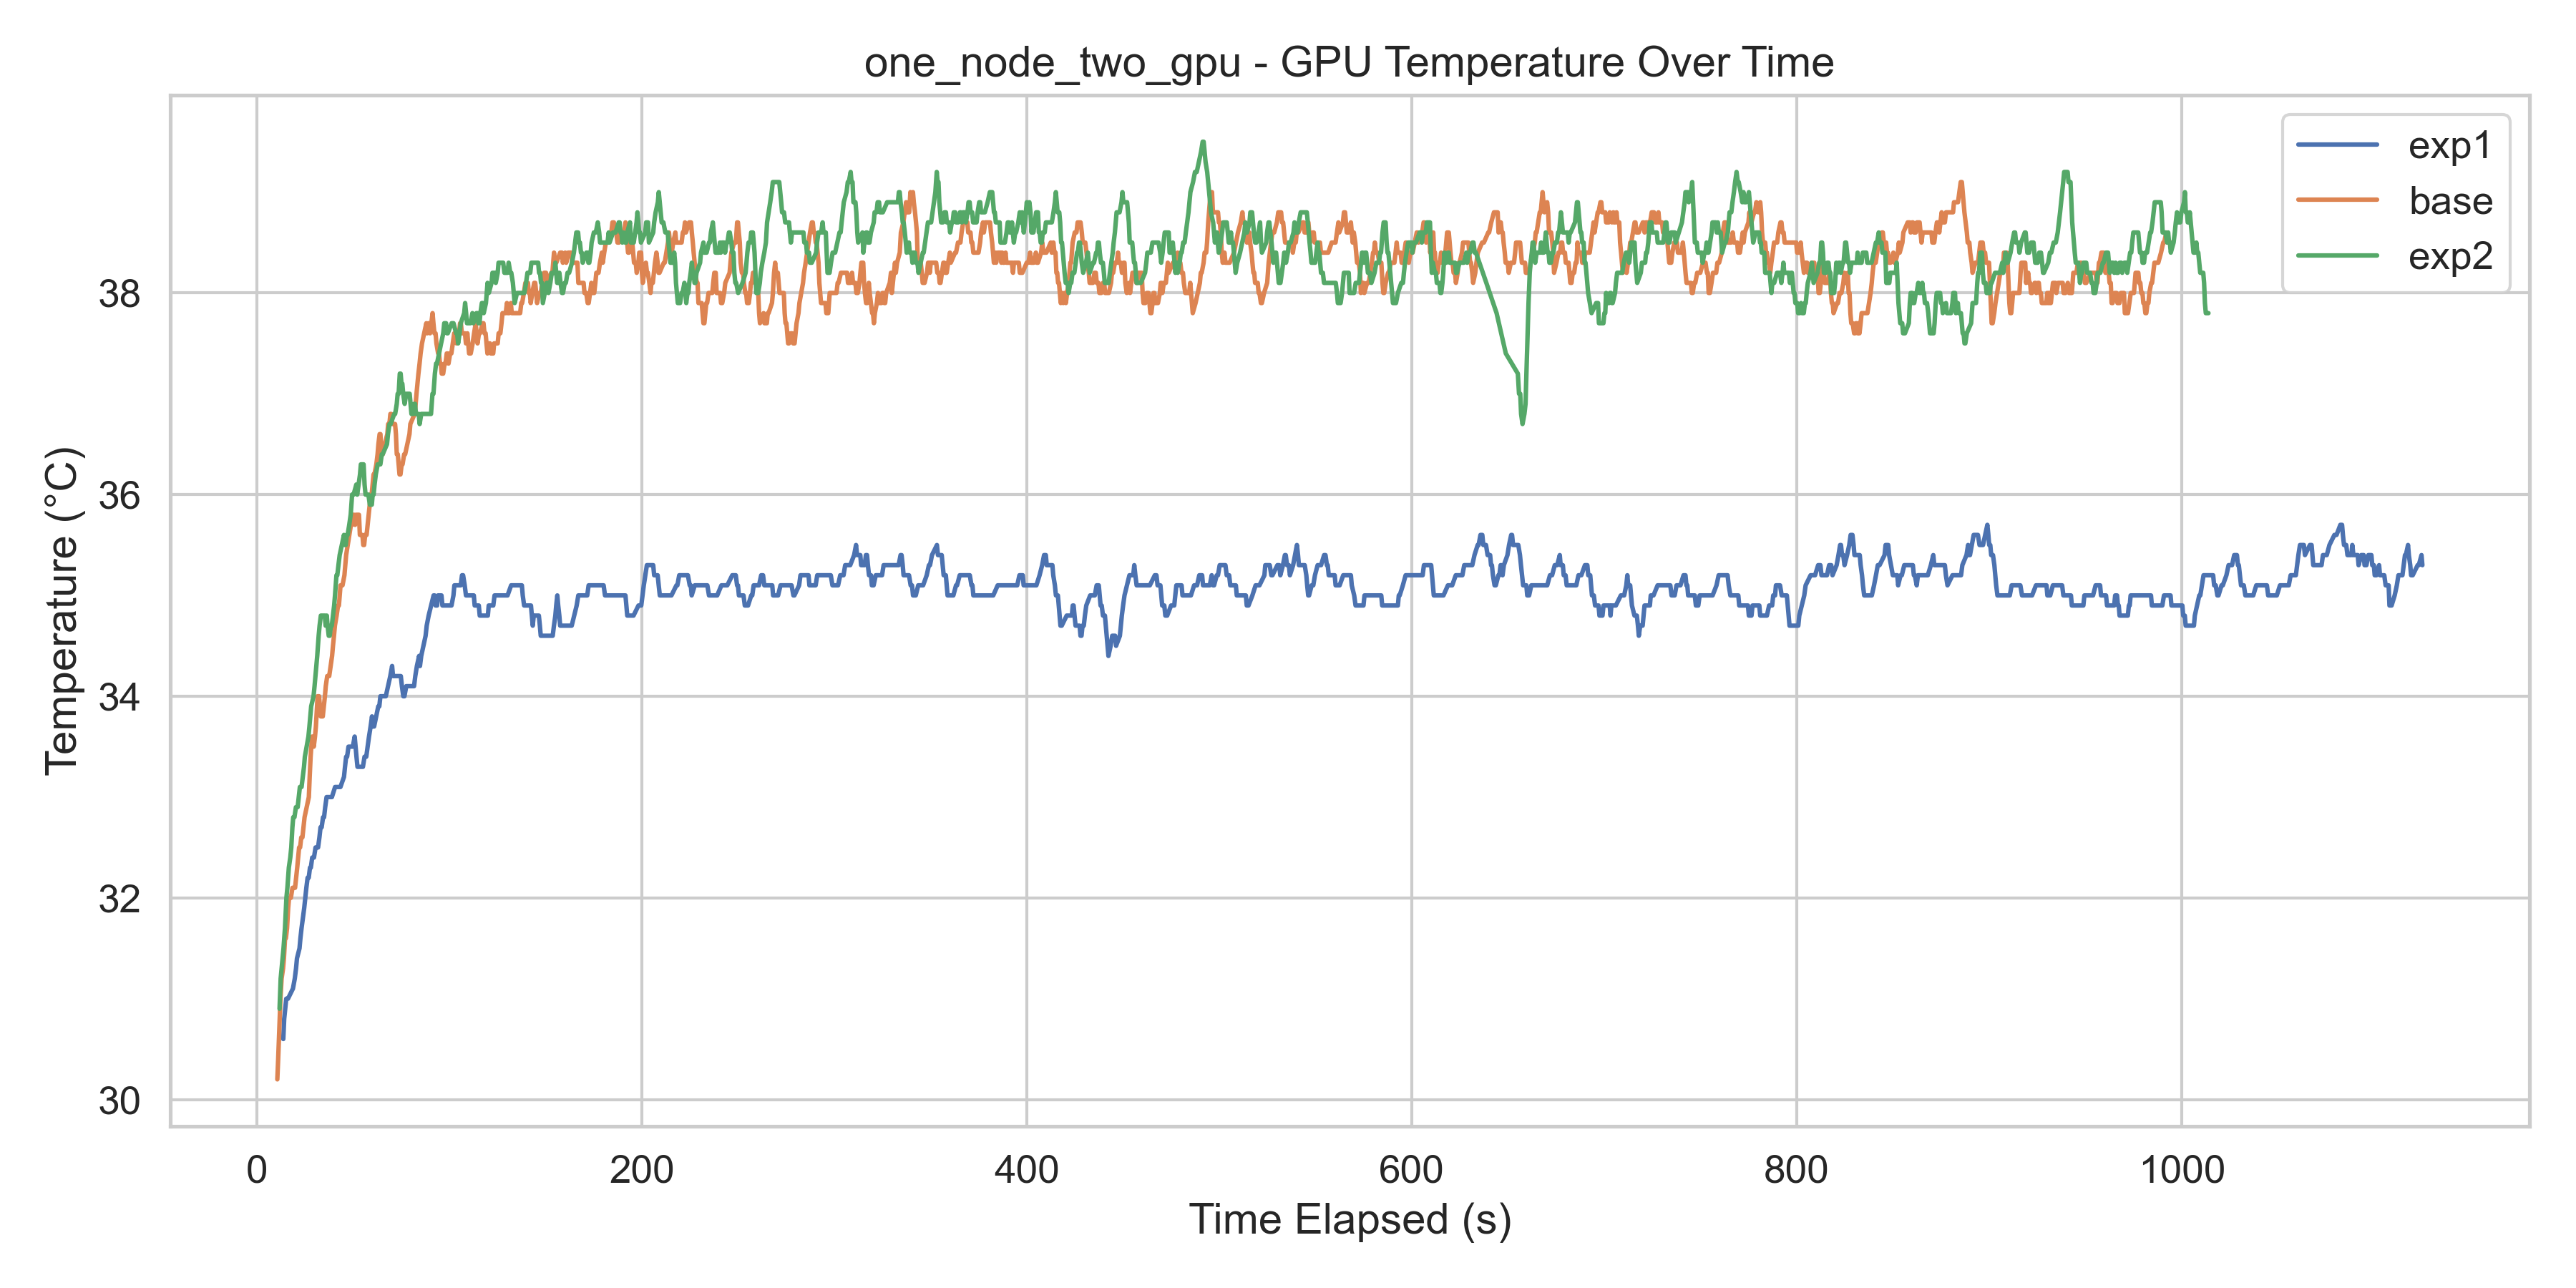 one_node_two_gpu - GPU Temperature Over Time
exp1
base
exp2
Temperature (°C)
38
36
34
32
30
0 200 400 600 800 1000
Time Elapsed (s)